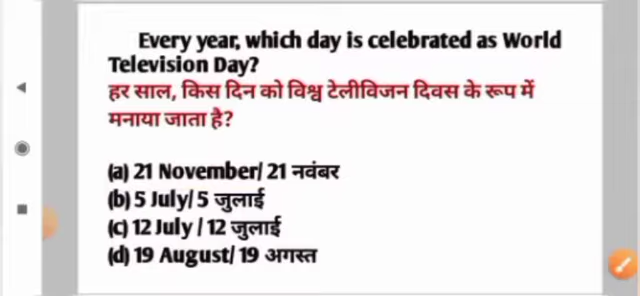 Every year, which day is celebrated as World
Television Day?
हर साल, किस दिन को विश्व टेलीविजन दिवस के रूप में
मनाया जाता है?
(a) 21 November/ 21 नवंबर
(b) 5 July/ 5 जुलाई
(c) 12 July / 12 जुलाई
(d) 19 August/ 19 अगस्त